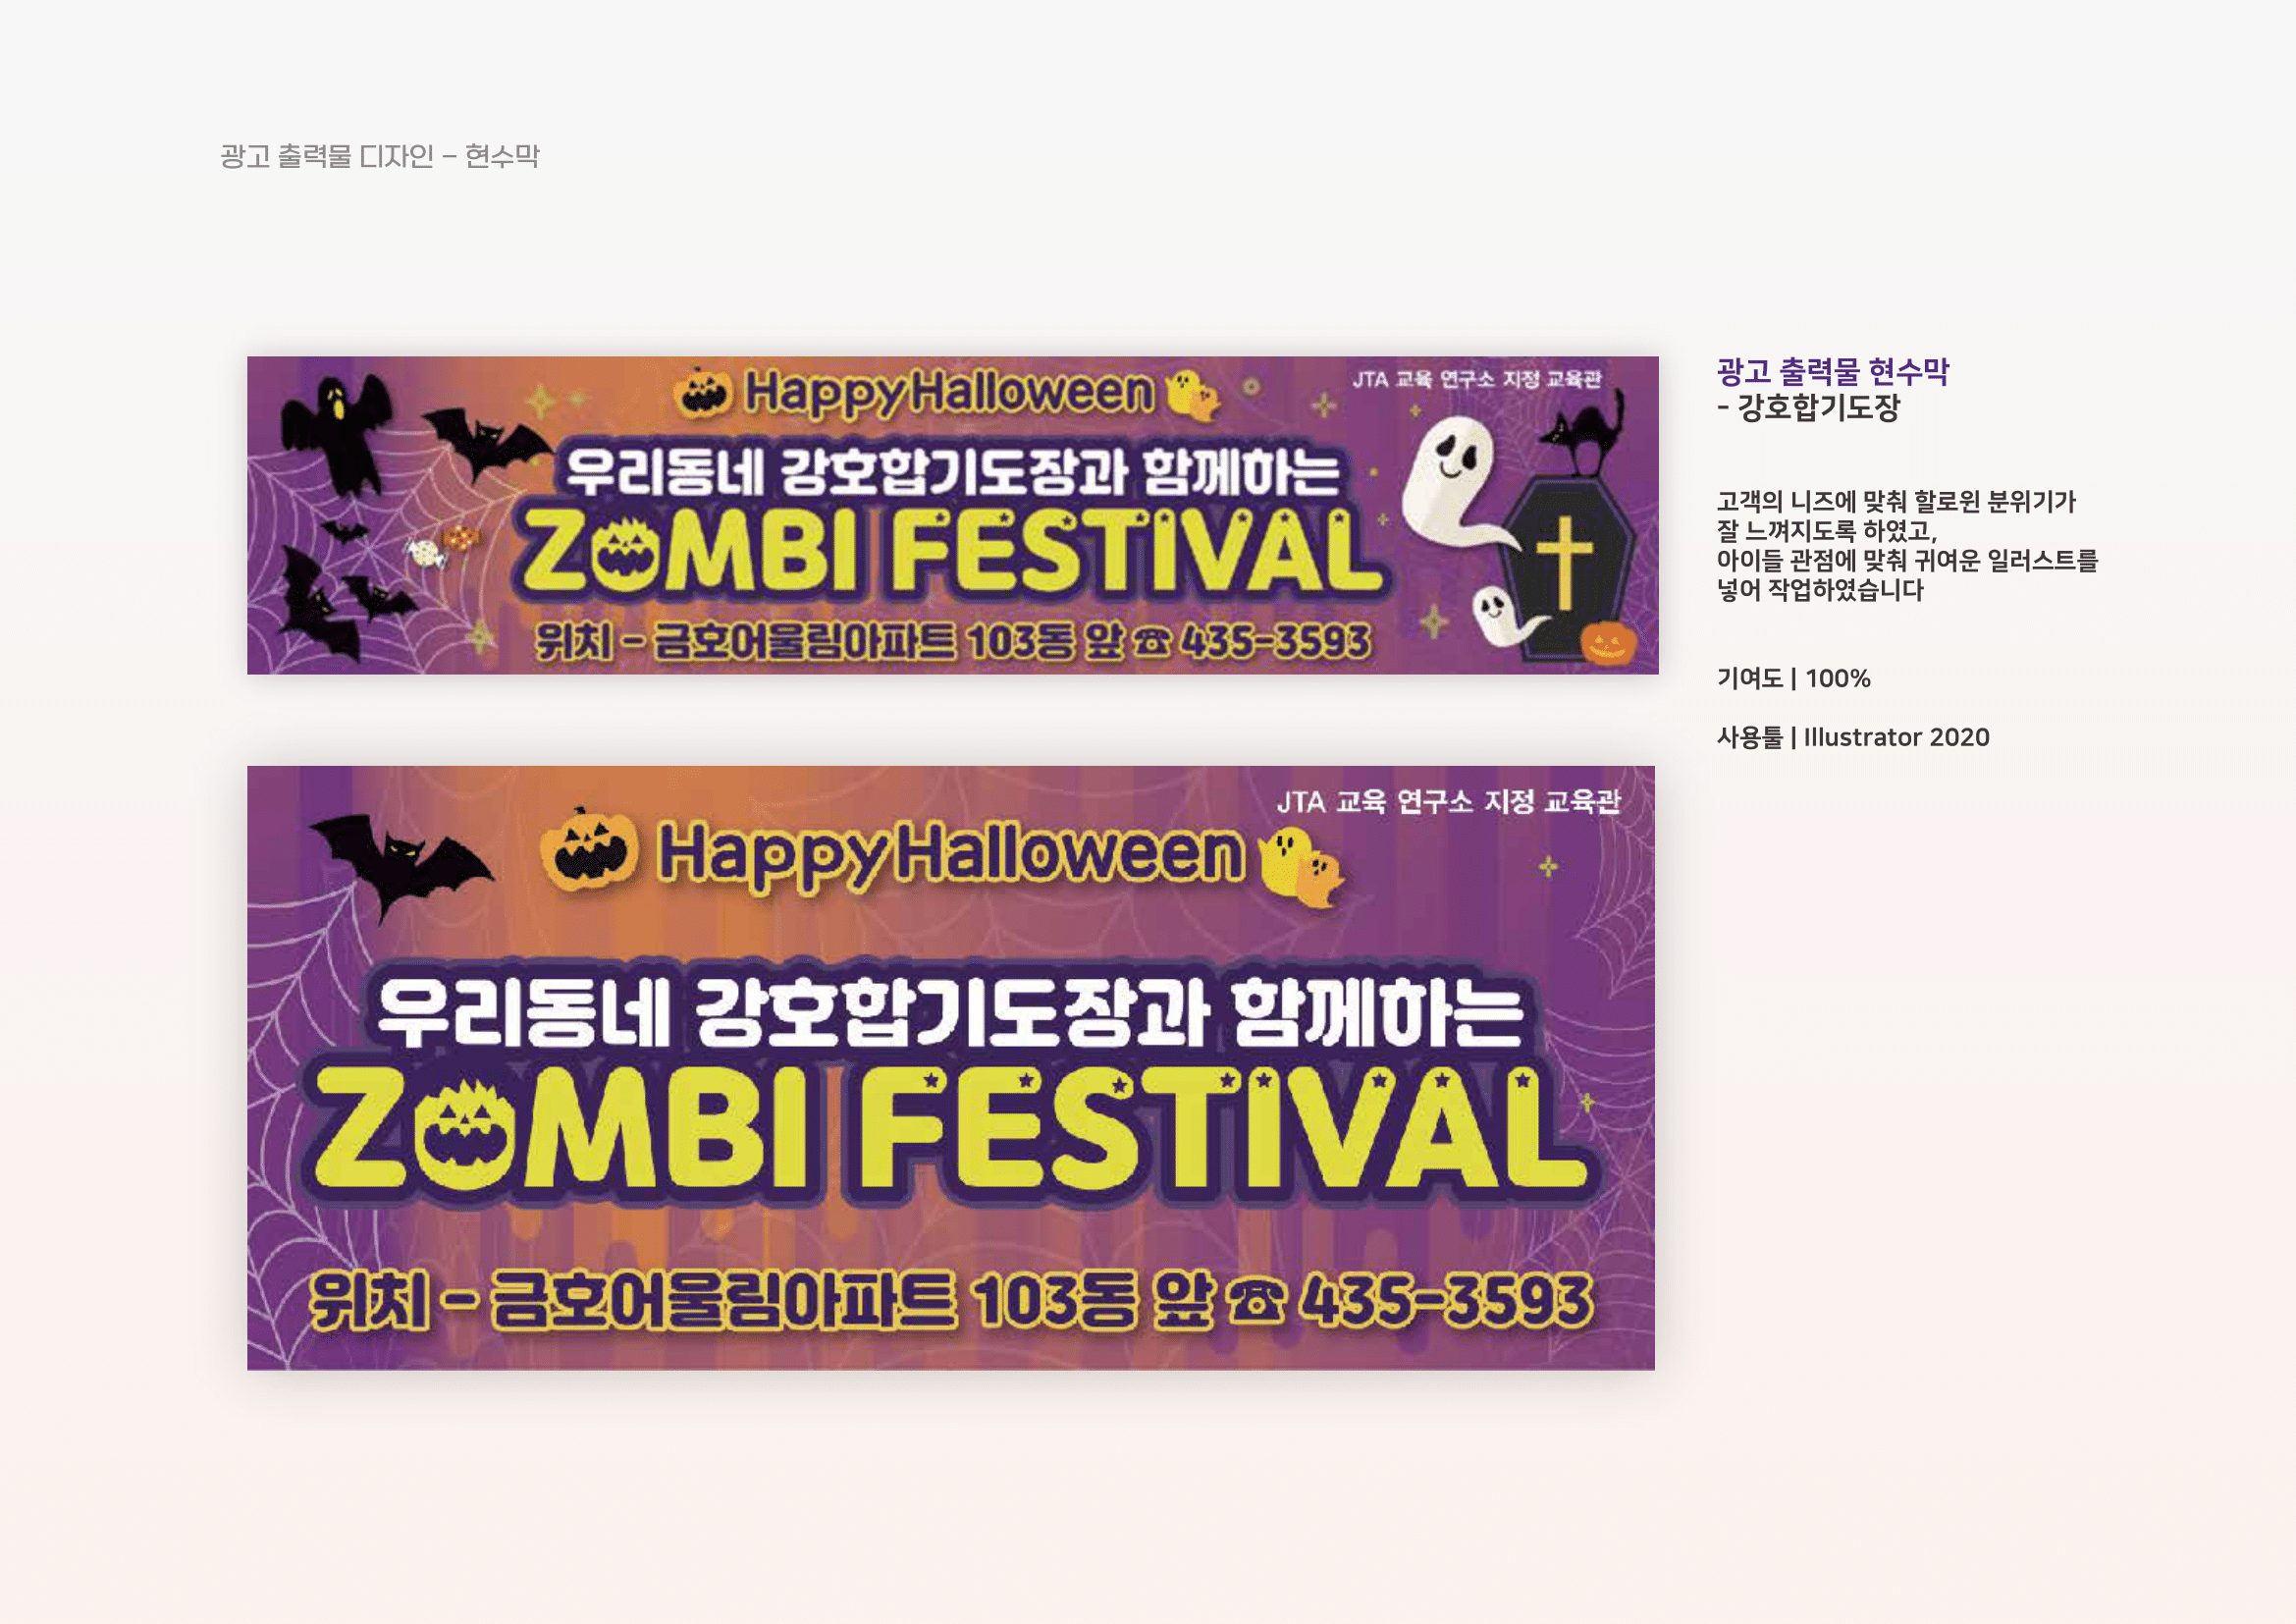 광고 출력물 디자인 – 현수막
HappyHalloween
JTA 교육 연구소 지정 교육관
우리동네 강호합기도장과 함께하는
ZOMBI FESTIVAL
위치 - 금호어울림아파트 103동 앞 ☎ 435-3593
광고 출력물 현수막
- 강호합기도장
고객의 니즈에 맞춰 할로윈 분위기가
잘 느껴지도록 하였고,
아이들 관점에 맞춰 귀여운 일러스트를
넣어 작업하였습니다
기여도 | 100%
사용툴 | Illustrator 2020
JTA 교육 연구소 지정 교육관
HappyHalloween
우리동네 강호합기도장과 함께하는
ZOMBI FESTIVAL
위치 - 금호어울림아파트 103동 앞 ☎ 435-3593